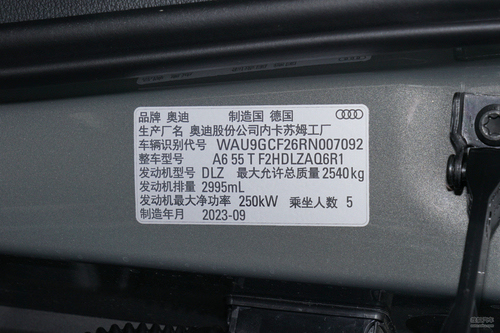 品牌 奥迪 制造国 德国
生产厂名 奥迪股份公司内卡苏姆工厂
车辆识别代号 WAU9GCF26RN007092
整车型号 A6 55 T F2HDLZAQ6R1
发动机型号 DLZ 最大允许总质量 2540kg
发动机排量 2995mL
发动机最大净功率 250kW 乘坐人数 5
制造年月 2023-09